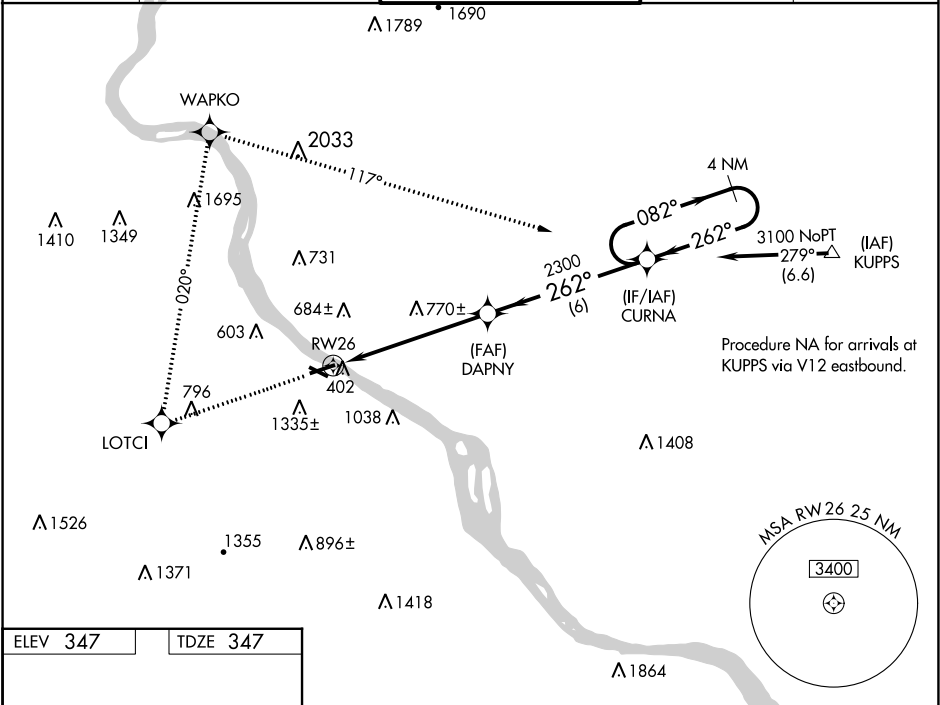 1690
1789
WAPKO
2033
117°
4 NM
1695
082°
1410
1349
262°
3100 NoPT
279°
(6.6)
(IAF)
KUPPS
731
2300
262°
(6)
(IF/IAF)
CURNA
020°
684±
770±
603
RW26
(FAF)
DAPNY
Procedure NA for arrivals at
KUPPS via V12 eastbound.
402
796
1335±
1038
LOTCI
1408
1526
1355
896±
1371
1418
MSA RW 26 25 NM
3400
ELEV 347
TDZE 347
1864